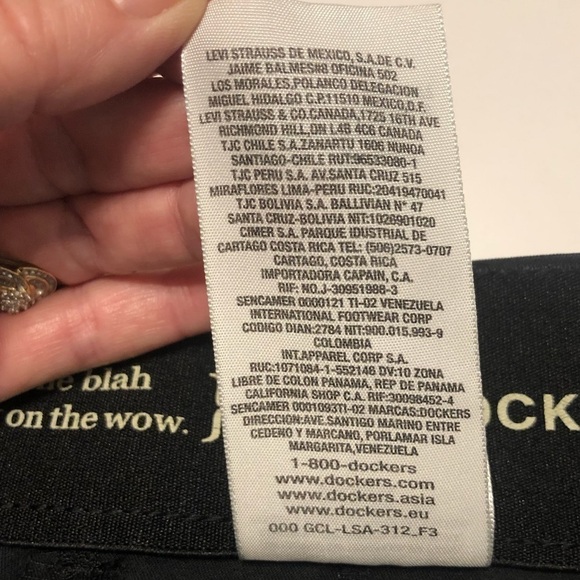 LEVI STRAUSS DE MEXICO, S.A.DE C.V.
JAIME BALMES#8 OFICINA 502
LOS MORALES,POLANCO DELEGACION
MIGUEL HIDALGO C.P.11510 MEXICO,D.F.
LEVI STRAUSS & CO.CANADA,1725 16TH AVE
RICHMOND HILL,ON L4B 4C6 CANADA
TJC CHILE S.A.ZANARTU 1606 NUNOA
SANTIAGO-CHILE RUT:96533080-1
TJC PERU S.A. AV.SANTA CRUZ 515
MIRAFLORES LIMA-PERU RUC:20419470041
TJC BOLIVIA S.A. BALLIVIAN N° 47
SANTA CRUZ-BOLIVIA NIT:1026901020
CIMER S.A. PARQUE IDUSTRIAL DE
CARTAGO COSTA RICA TEL: (506)2573-0707
CARTAGO, COSTA RICA
IMPORTADORA CAPAIN, C.A.
RIF: NO.J-30951988-3
SENCAMER 0000121 TI-02 VENEZUELA
INTERNATIONAL FOOTWEAR CORP
CODIGO DIAN:2784 NIT:900.015.993-9
COLOMBIA
INT.APPAREL CORP S.A.
RUC:1071084-1-552146 DV:10 ZONA
LIBRE DE COLON PANAMA, REP DE PANAMA
CALIFORNIA SHOP C.A. RIF:30098452-4
SENCAMER 0001093TI-02 MARCAS:DOCKERS
DIRECCION:AVE.SANTIGO MARINO ENTRE
CEDENO Y MARCANO, PORLAMAR ISLA
MARGARITA,VENEZUELA
1-800-dockers
www.dockers.com
www.dockers.asia
www.dockers.eu
000 GCL-LSA-312_F3
blah
on the wow.
OCK